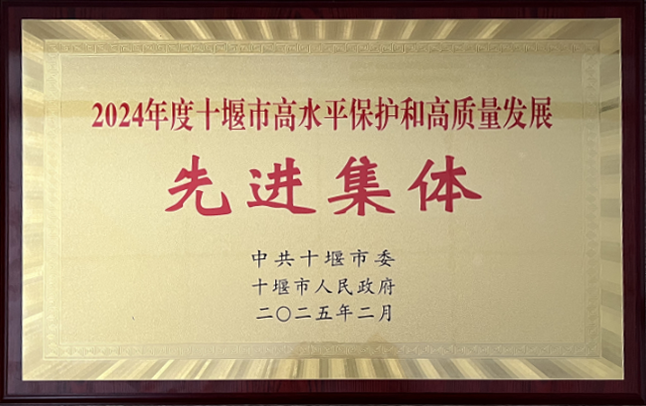 2024年度十堰市高水平保护和高质量发展
先进集体
中共十堰市委
十堰市人民政府
二〇二五年二月